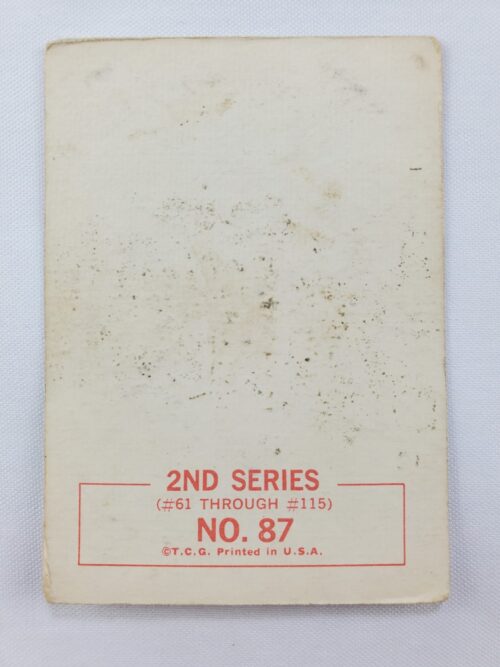 2ND SERIES
(#61 THROUGH #115)
NO. 87
©T.C.G. Printed in U.S.A.